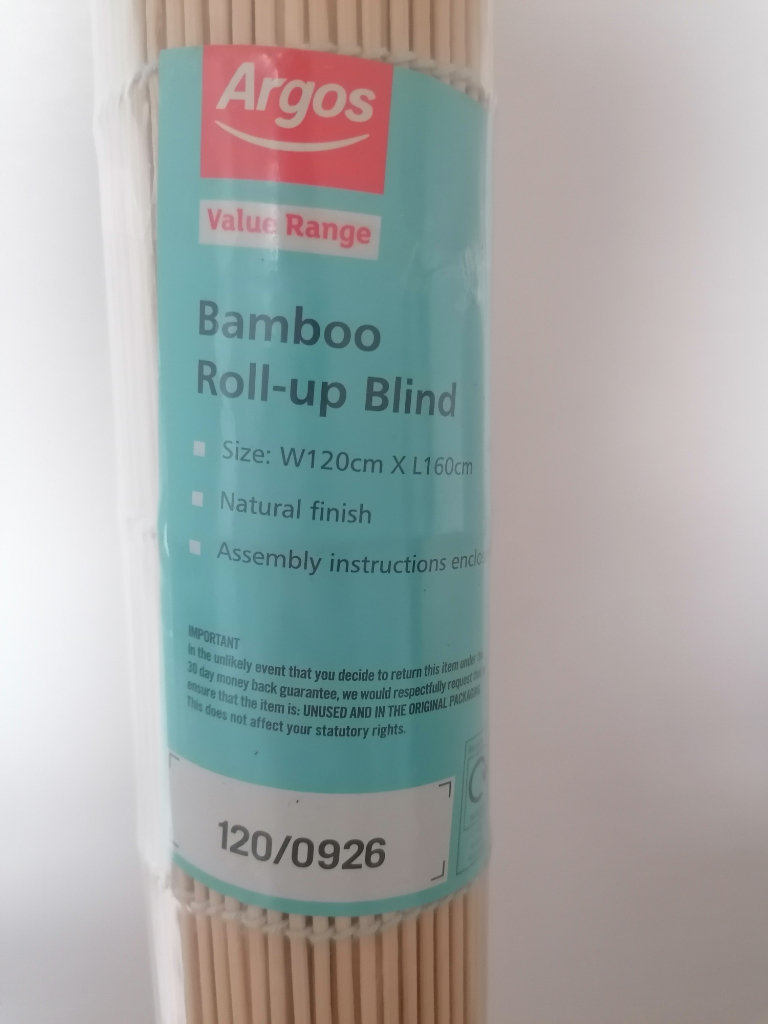 Argos
Value Range
Bamboo
Roll-up Blind
Size: W120cm X L160cm
Natural finish
Assembly instructions
IMPORTANT
In the unlikely event that you decide to return this item under
30 day money back guarantee, we would respectfully request
ensure that the item is: UNUSED AND IN THE ORIGINAL PACKAGING
This does not affect your statutory rights.
120/0926